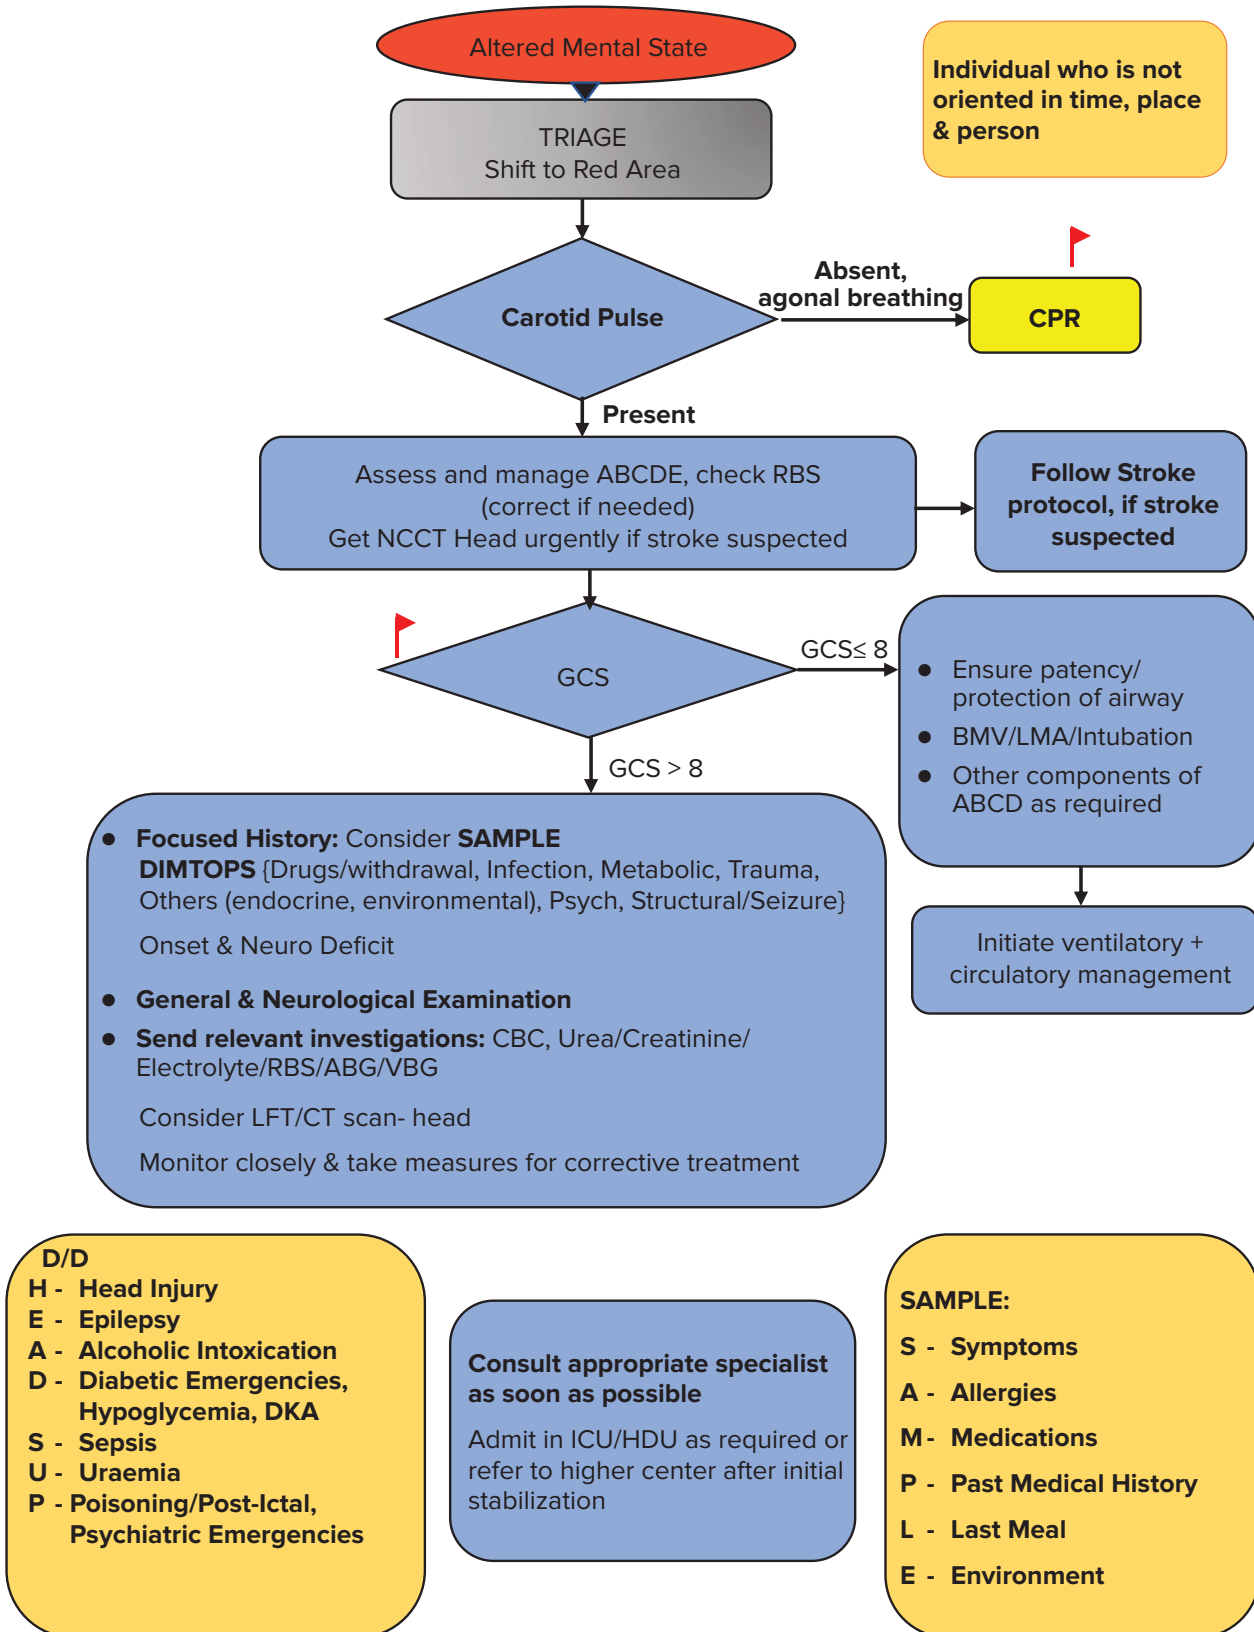 Altered Mental State
Individual who is not
oriented in time, place
& person
TRIAGE
Shift to Red Area
Carotid Pulse
Absent,
agonal breathing
CPR
Present
Assess and manage ABCDE, check RBS
(correct if needed)
Get NCCT Head urgently if stroke suspected
Follow Stroke
protocol, if stroke
suspected
GCS
GCS≤ 8
● Ensure patency/
protection of airway
● BMV/LMA/Intubation
● Other components of
ABCD as required
Initiate ventilatory +
circulatory management
GCS > 8
● Focused History: Consider SAMPLE
DIMTOPS {Drugs/withdrawal, Infection, Metabolic, Trauma,
Others (endocrine, environmental), Psych, Structural/Seizure}
Onset & Neuro Deficit
● General & Neurological Examination
● Send relevant investigations: CBC, Urea/Creatinine/
Electrolyte/RBS/ABG/VBG
Consider LFT/CT scan- head
Monitor closely & take measures for corrective treatment
D/D
H - Head Injury
E - Epilepsy
A - Alcoholic Intoxication
D - Diabetic Emergencies,
Hypoglycemia, DKA
S - Sepsis
U - Uraemia
P - Poisoning/Post-Ictal,
Psychiatric Emergencies
Consult appropriate specialist
as soon as possible
Admit in ICU/HDU as required or
refer to higher center after initial
stabilization
SAMPLE:
S - Symptoms
A - Allergies
M - Medications
P - Past Medical History
L - Last Meal
E - Environment